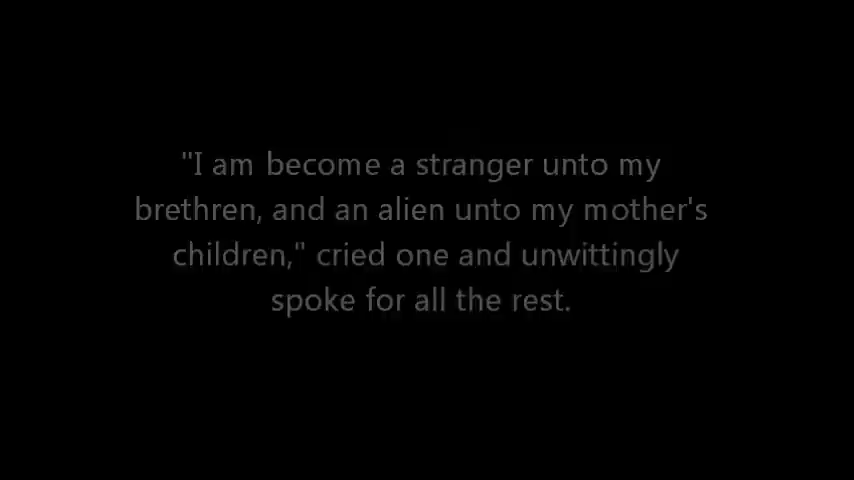 "I am become a stranger unto my
brethren, and an alien unto my mother's
children," cried one and unwittingly
spoke for all the rest.